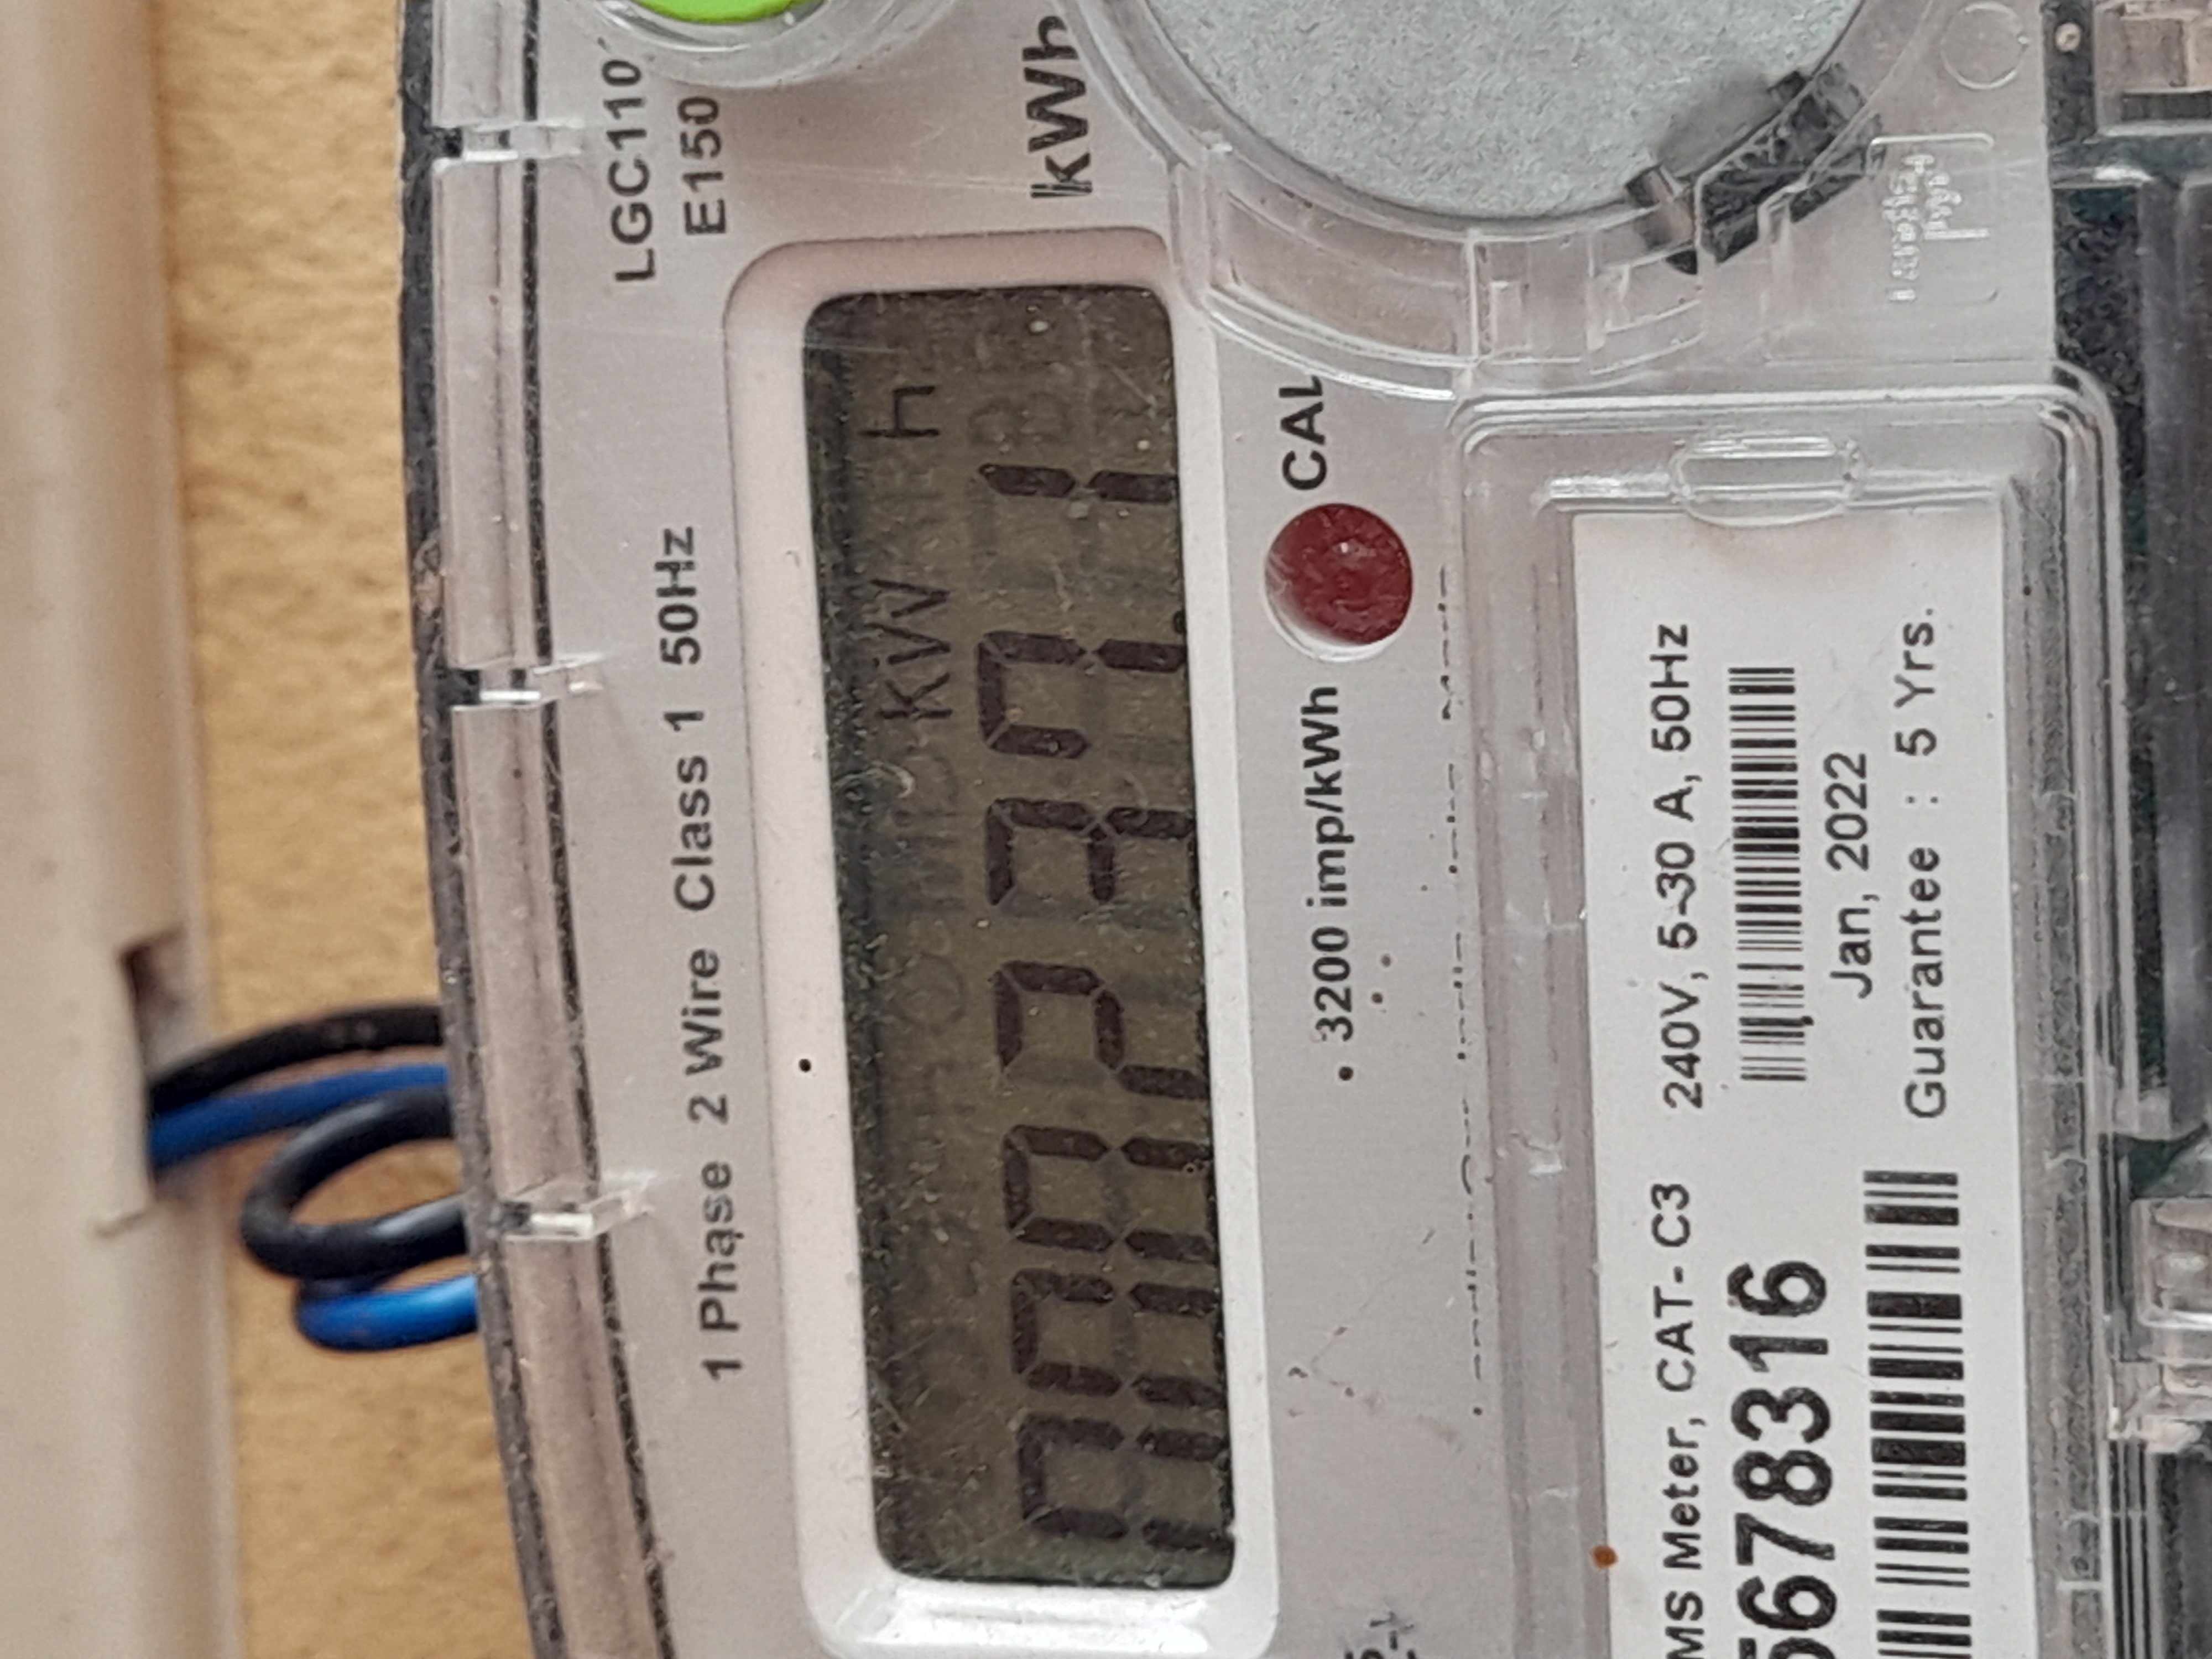 LGC110
E150
1 Phase 2 Wire Class 1 50Hz
kWh
kW h
000237.1
3200 imp/kWh CAL
MS Meter, CAT- C3 240V, 5-30 A, 50Hz
5678316
Jan, 2022
Guarantee : 5 Yrs.